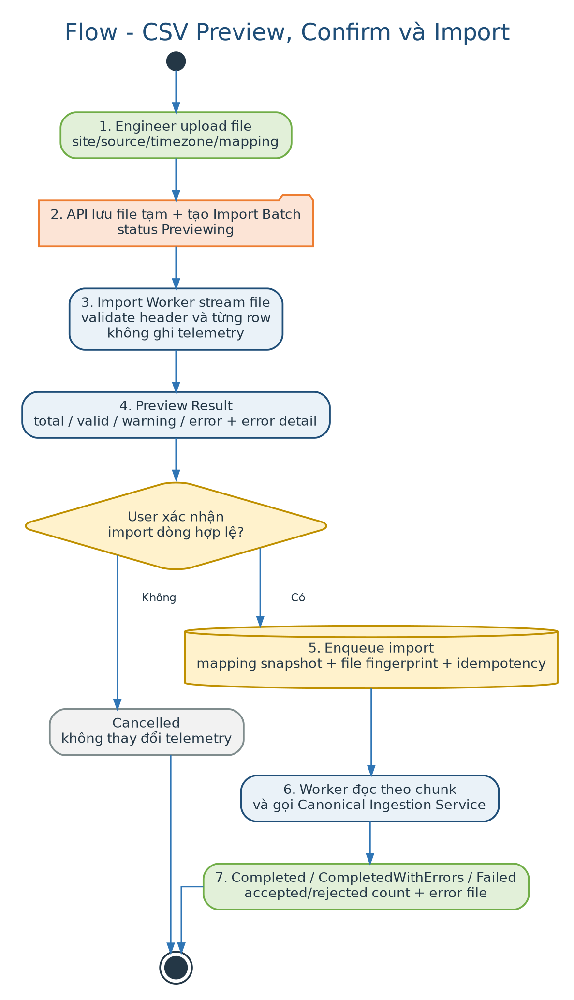 Flow - CSV Preview, Confirm và Import
1. Engineer upload file
site/source/timezone/mapping
2. API lưu file tạm + tạo Import Batch
status Previewing
3. Import Worker stream file
validate header và từng row
không ghi telemetry
4. Preview Result
total / valid / warning / error + error detail
User xác nhận
import dòng hợp lệ?
Không
Có
5. Enqueue import
mapping snapshot + file fingerprint + idempotency
Cancelled
không thay đổi telemetry
6. Worker đọc theo chunk
và gọi Canonical Ingestion Service
7. Completed / CompletedWithErrors / Failed
accepted/rejected count + error file